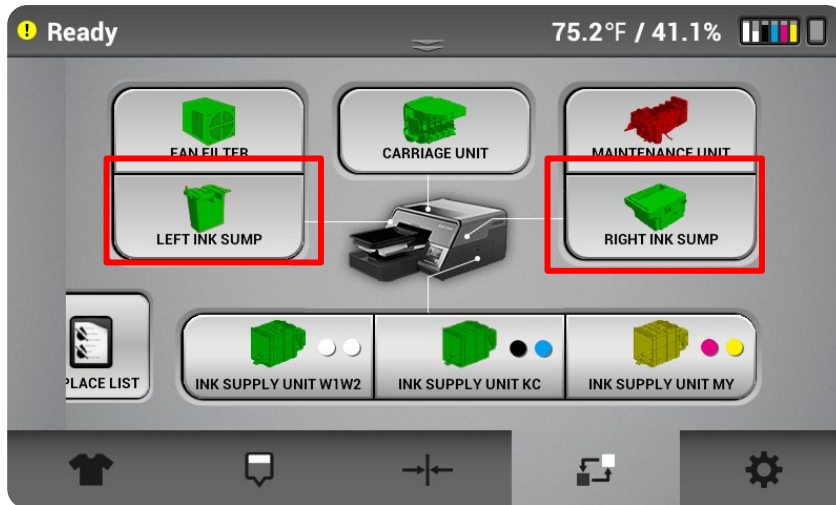 ! Ready
75.2°F / 41.1%
FAN FILTER
CARRIAGE UNIT
MAINTENANCE UNIT
LEFT INK SUMP
RIGHT INK SUMP
PLACE LIST
INK SUPPLY UNIT W1W2
INK SUPPLY UNIT KC
INK SUPPLY UNIT MY